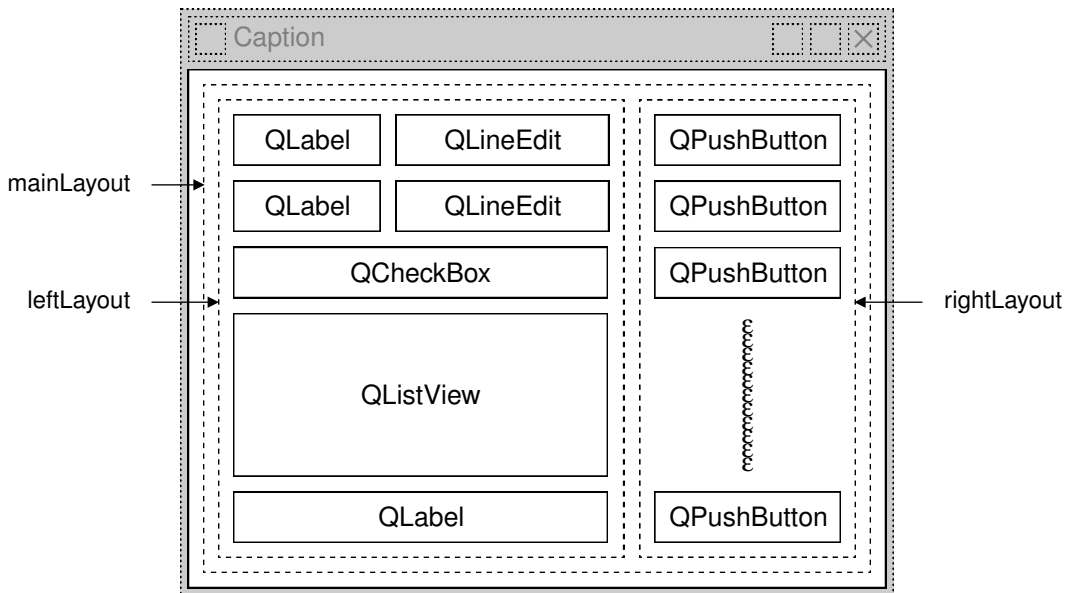 Caption
QLabel QLineEdit QPushButton
mainLayout
QLabel QLineEdit QPushButton
QCheckBox QPushButton
leftLayout
rightLayout
QListView
QLabel QPushButton